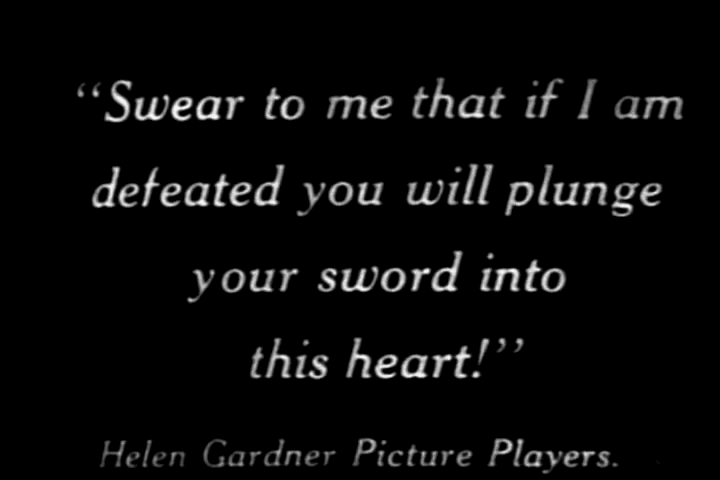 “Swear to me that if I am
defeated you will plunge
your sword into
this heart!”
Helen Gardner Picture Players.